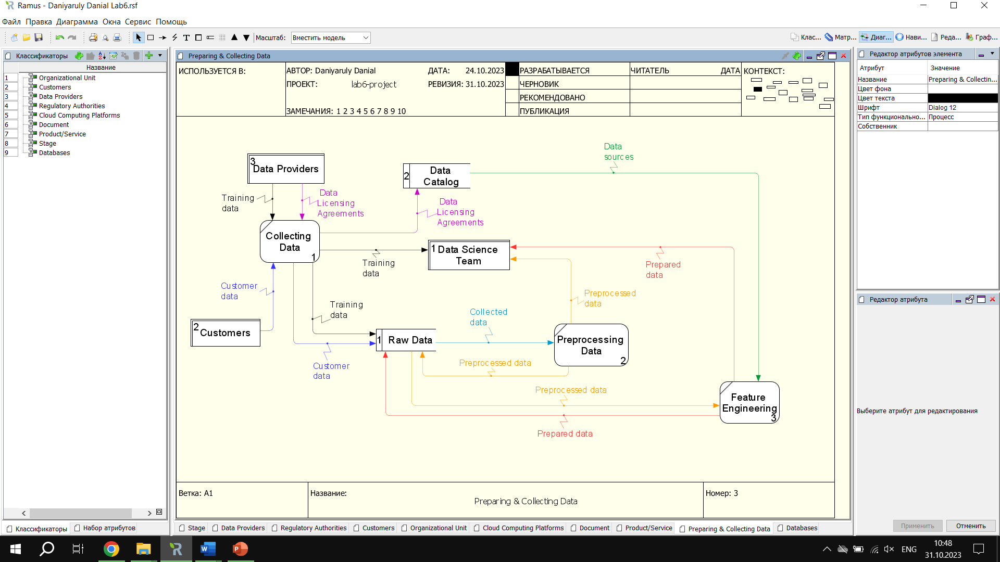 Ramus - Daniyaruly Danial Lab6.rsf
Файл Правка Диаграмма Окна Сервис Помощь
Масштаб: Вместить модель
Клас... Матр... Диаг... Нави... Реда... Граф...
Классификаторы
Название
1 Organizational Unit
2 Customers
3 Data Providers
4 Regulatory Authorities
5 Cloud Computing Platforms
6 Document
7 Product/Service
8 Stage
9 Databases
Классификаторы Набор атрибутов
Preparing & Collecting Data
ИСПОЛЬЗУЕТСЯ В:
АВТОР: Daniyaruly Danial
ДАТА: 24.10.2023
ПРОЕКТ: lab6-project
РЕВИЗИЯ: 31.10.2023
ЗАМЕЧАНИЯ: 1 2 3 4 5 6 7 8 9 10
РАЗРАБАТЫВАЕТСЯ
ЧЕРНОВИК
РЕКОМЕНДОВАНО
ПУБЛИКАЦИЯ
ЧИТАТЕЛЬ ДАТА
КОНТЕКСТ:
Data
sources
3
Data Providers
2
Data
Catalog
Training
data
Data
Licensing
Agreements
Data
Licensing
Agreements
Collecting
Data
1
1
Data Science
Team
Training
data
Prepared
data
Customer
data
Preprocessed
data
Training
data
Collected
data
2
Customers
1
Raw Data
Preprocessing
Data
2
Customer
data
Preprocessed data
Preprocessed data
Feature
Engineering
3
Prepared data
Ветка: A1
Название:
Preparing & Collecting Data
Номер: 3
Stage Data Providers Regulatory Authorities Customers Organizational Unit Cloud Computing Platforms Document Product/Service Preparing & Collecting Data Databases
Редактор атрибутов элемента
Атрибут Значение
Название Preparing & Collectin...
Цвет фона
Цвет текста
Шрифт Dialog 12
Тип функционально... Процесс
Собственник
Редактор атрибута
Выберите атрибут для редактирования
Применить Отменить
ENG
10:48
31.10.2023